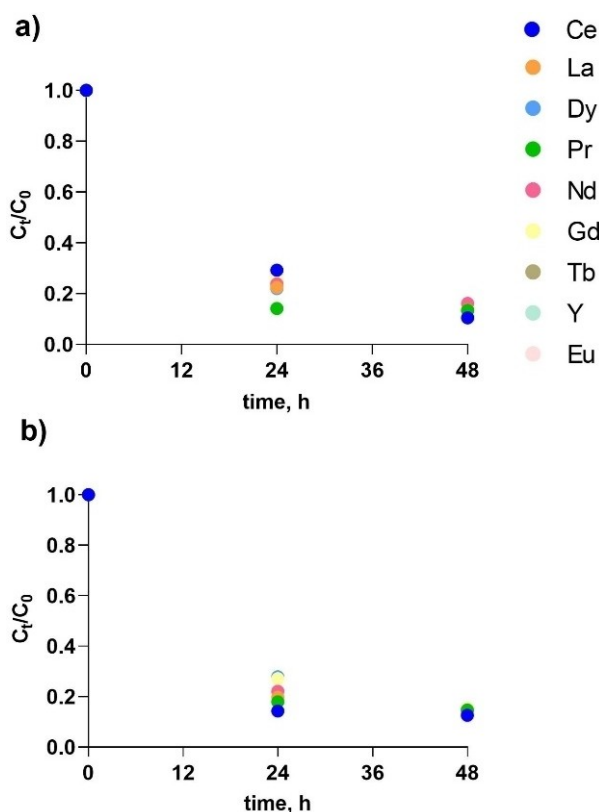 a)
Ce
La
Dy
Pr
Nd
Gd
Tb
Y
Eu
1.0
0.8
0.6
0.4
0.2
0.0
Ct/C0
0 12 24 36 48
time, h
b)
1.0
0.8
0.6
0.4
0.2
0.0
Ct/C0
0 12 24 36 48
time, h